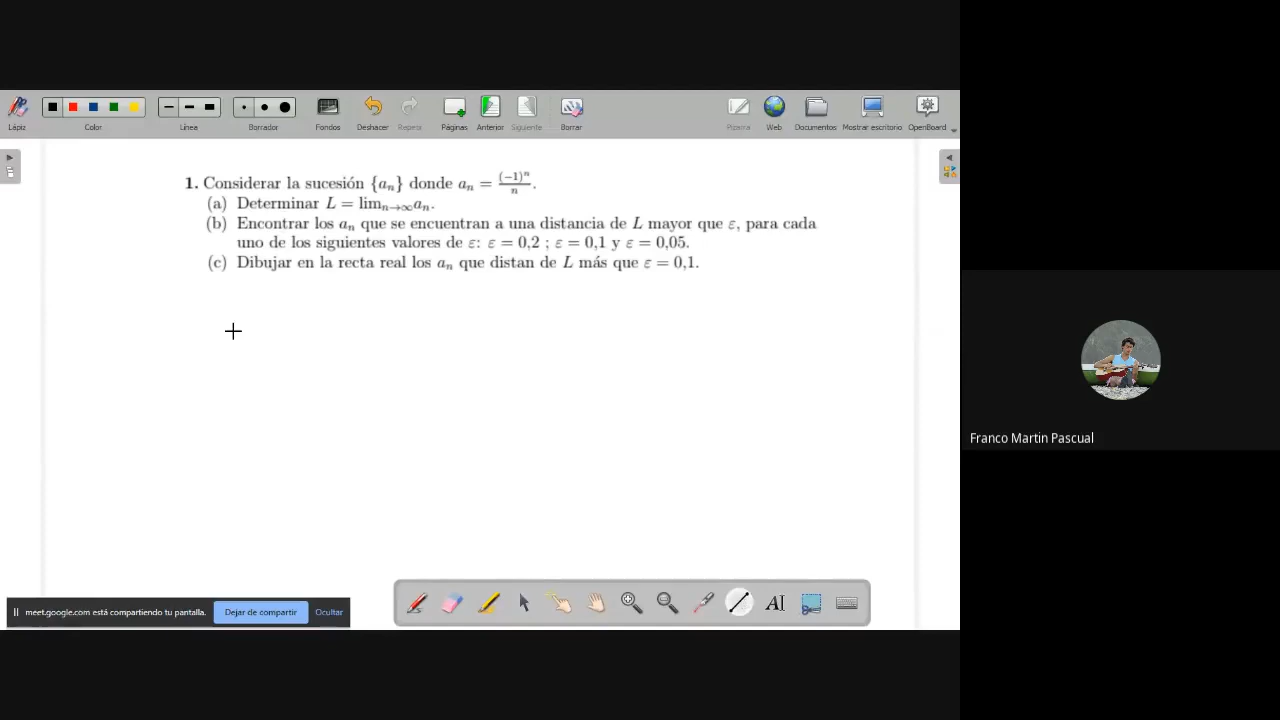 Lápiz
Color
Línea
Borrador
Fondos
Deshacer
Repetir
Páginas
Anterior
Siguiente
Borrar
Pizarra
Web
Documentos
Mostrar escritorio
OpenBoard
1. Considerar la sucesión {aₙ} donde aₙ = (-1)ⁿ/n.
(a) Determinar L = limₙ→∞ aₙ.
(b) Encontrar los aₙ que se encuentran a una distancia de L mayor que ε, para cada
uno de los siguientes valores de ε: ε = 0,2 ; ε = 0,1 y ε = 0,05.
(c) Dibujar en la recta real los aₙ que distan de L más que ε = 0,1.
Franco Martin Pascual
meet.google.com está compartiendo tu pantalla.
Dejar de compartir
Ocultar
AI